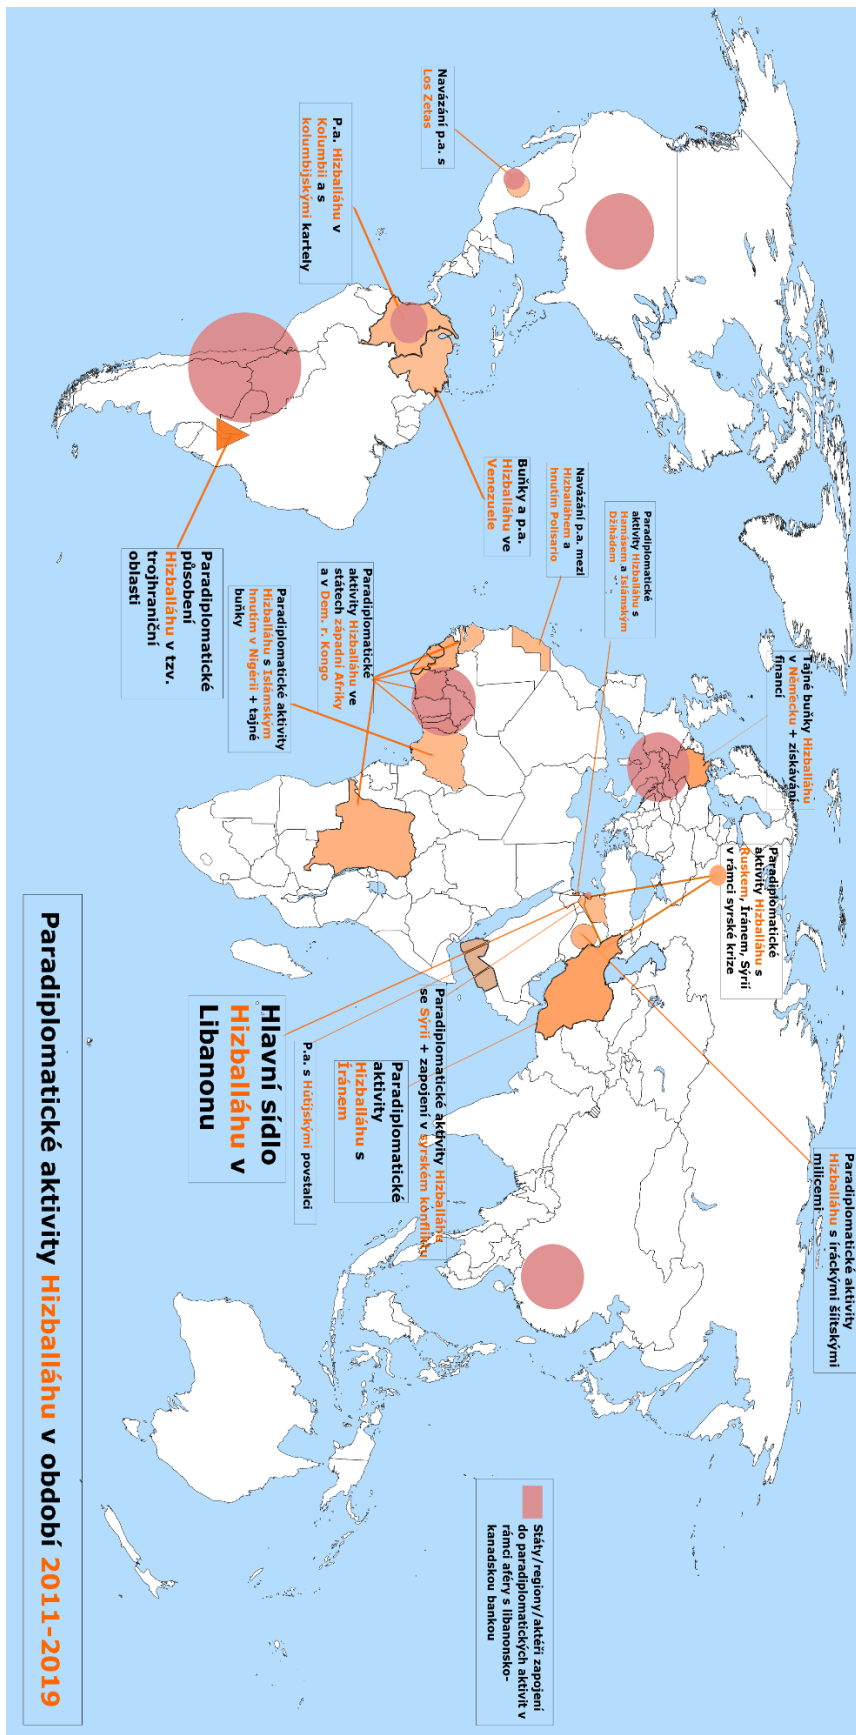 Navázání p.a. s
Los Zetas
P.a. Hizballáhu v
Kolumbii a s
kolumbijskými kartely
Buňky a p.a.
Hizballáhu ve
Venezuele
Paradiplomatické
působení
Hizballáhu v tzv.
trojhraniční
oblasti
Navázání p.a. mezi
Hizballáhem a
hnutím Polisario
Paradiplomatické
aktivity Hizballáhu s
Hamásem a Islámským
Džihádem
Paradiplomatické
aktivity Hizballáhu ve
státech západní Afriky
a v Dem. r. Kongo
Paradiplomatické aktivity
Hizballáhu s Islámským
hnutím v Nigérii + tajné
buňky
Tajné buňky Hizballáhu
v Německu + získávání
financí
Paradiplomatické
aktivity Hizballáhu s
Ruskem, Íránem, Sýrií
v rámci syrské krize
Paradiplomatické aktivity
Hizballáhu s íráckými šíitskými
milicemi
Paradiplomatické aktivity Hizballáhu
se Sýrií + zapojení v syrském konfliktu
Paradiplomatické
aktivity
Hizballáhu s
Íránem
P.a. s Húsíjskými povstalci
Hlavní sídlo
Hizballáhu v
Libanonu
Státy/regiony/aktéři zapojení
do paradiplomatických aktivit v
rámci aféry s libanonsko-
kanadskou bankou
Paradiplomatické aktivity Hizballáhu v období 2011-2019